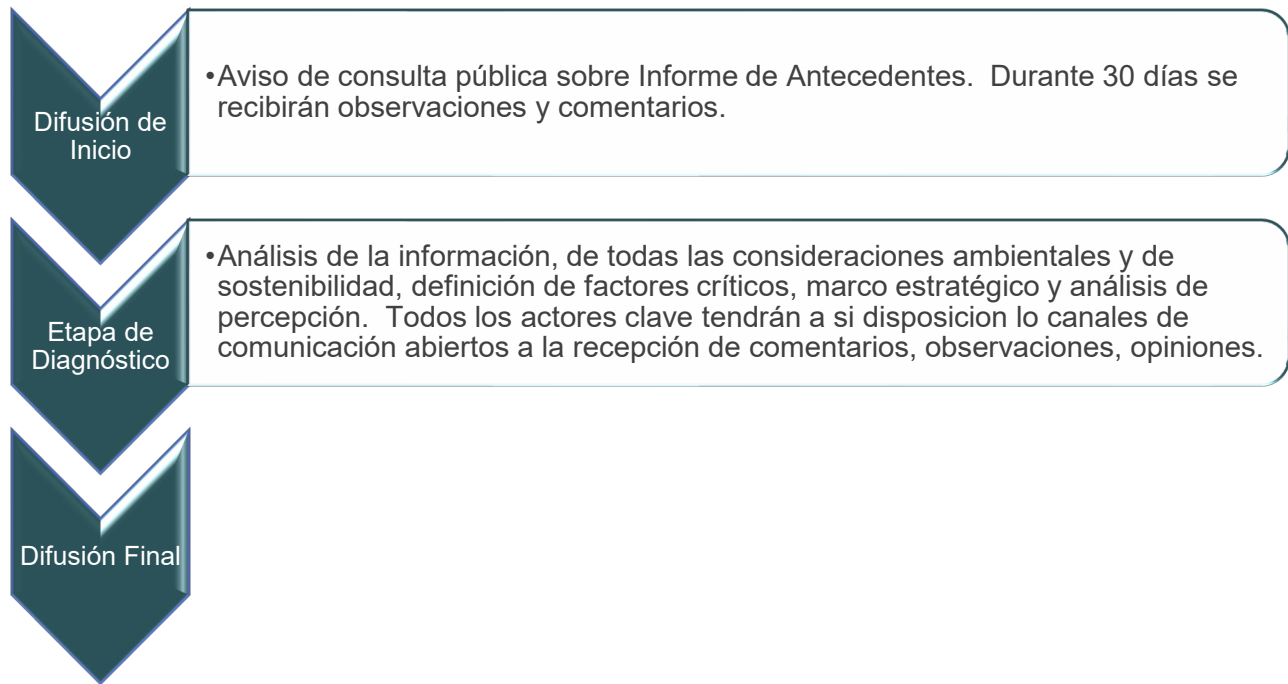 Difusión de
Inicio
•Aviso de consulta pública sobre Informe de Antecedentes.  Durante 30 días se
recibirán observaciones y comentarios.
Etapa de
Diagnóstico
•Análisis de la información, de todas las consideraciones ambientales y de
sostenibilidad, definición de factores críticos, marco estratégico y análisis de
percepción.  Todos los actores clave tendrán a si disposicion lo canales de
comunicación abiertos a la recepción de comentarios, observaciones, opiniones.
Difusión Final